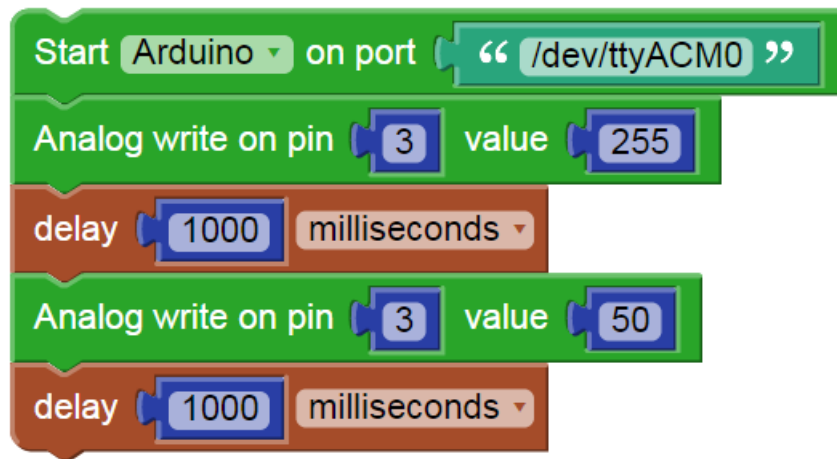 Start Arduino on port “ /dev/ttyACM0 ”
Analog write on pin 3 value 255
delay 1000 milliseconds
Analog write on pin 3 value 50
delay 1000 milliseconds